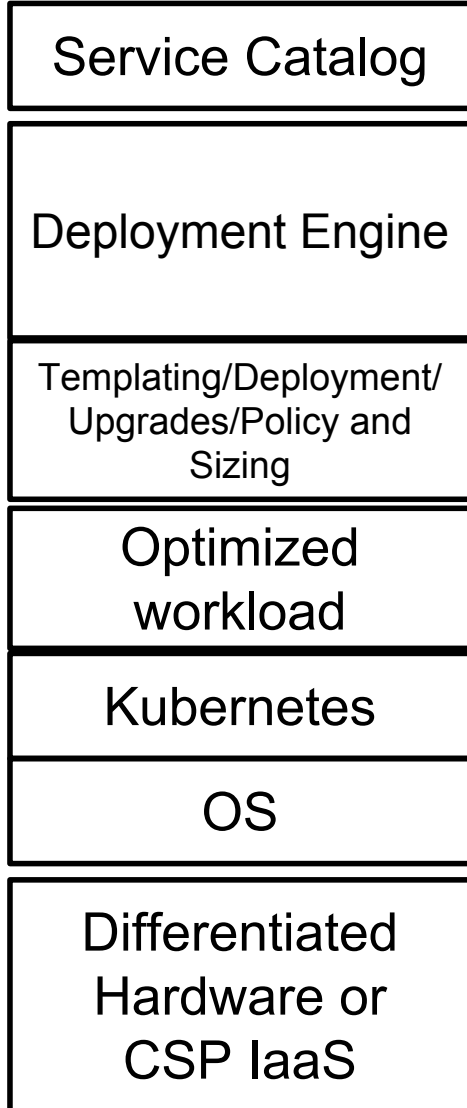 Service Catalog
Deployment Engine
Templating/Deployment/
Upgrades/Policy and
Sizing
Optimized
workload
Kubernetes
OS
Differentiated
Hardware or
CSP IaaS